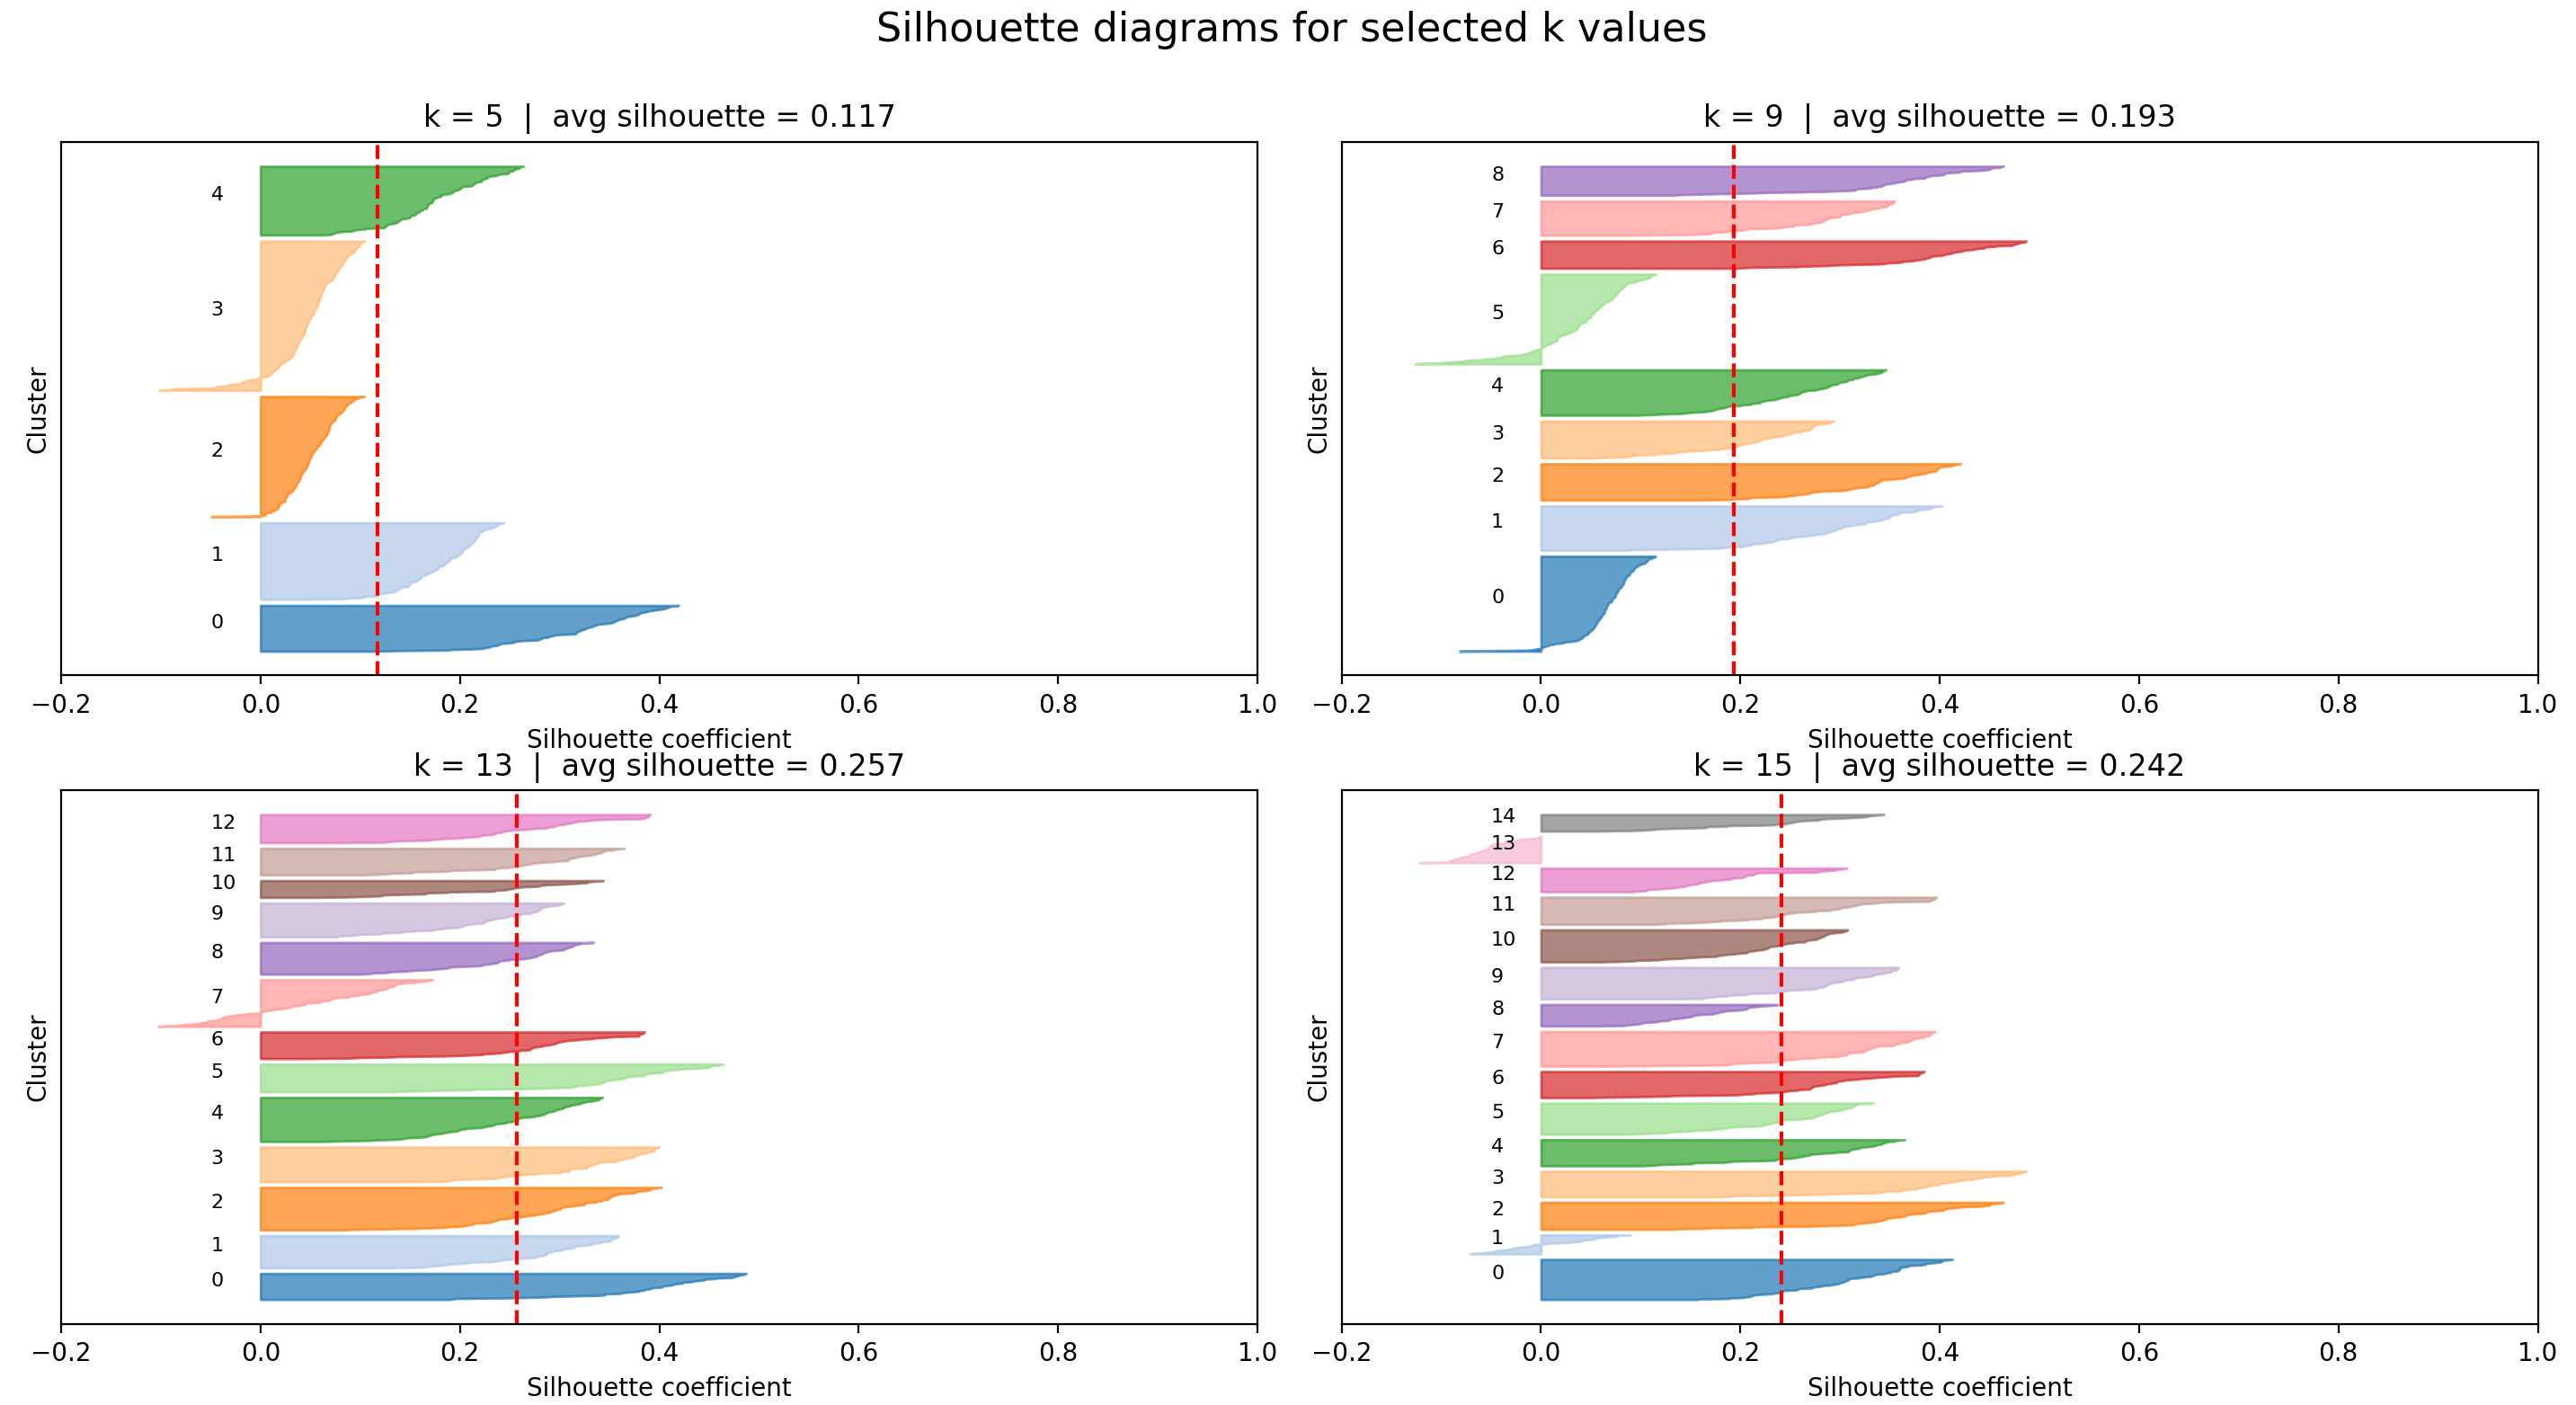 Silhouette diagrams for selected k values
k = 5 | avg silhouette = 0.117
Cluster
4
3
2
1
0
−0.2 0.0 0.2 0.4 0.6 0.8 1.0
Silhouette coefficient
k = 9 | avg silhouette = 0.193
Cluster
8
7
6
5
4
3
2
1
0
−0.2 0.0 0.2 0.4 0.6 0.8 1.0
Silhouette coefficient
k = 13 | avg silhouette = 0.257
Cluster
12
11
10
9
8
7
6
5
4
3
2
1
0
−0.2 0.0 0.2 0.4 0.6 0.8 1.0
Silhouette coefficient
k = 15 | avg silhouette = 0.242
Cluster
14
13
12
11
10
9
8
7
6
5
4
3
2
1
0
−0.2 0.0 0.2 0.4 0.6 0.8 1.0
Silhouette coefficient